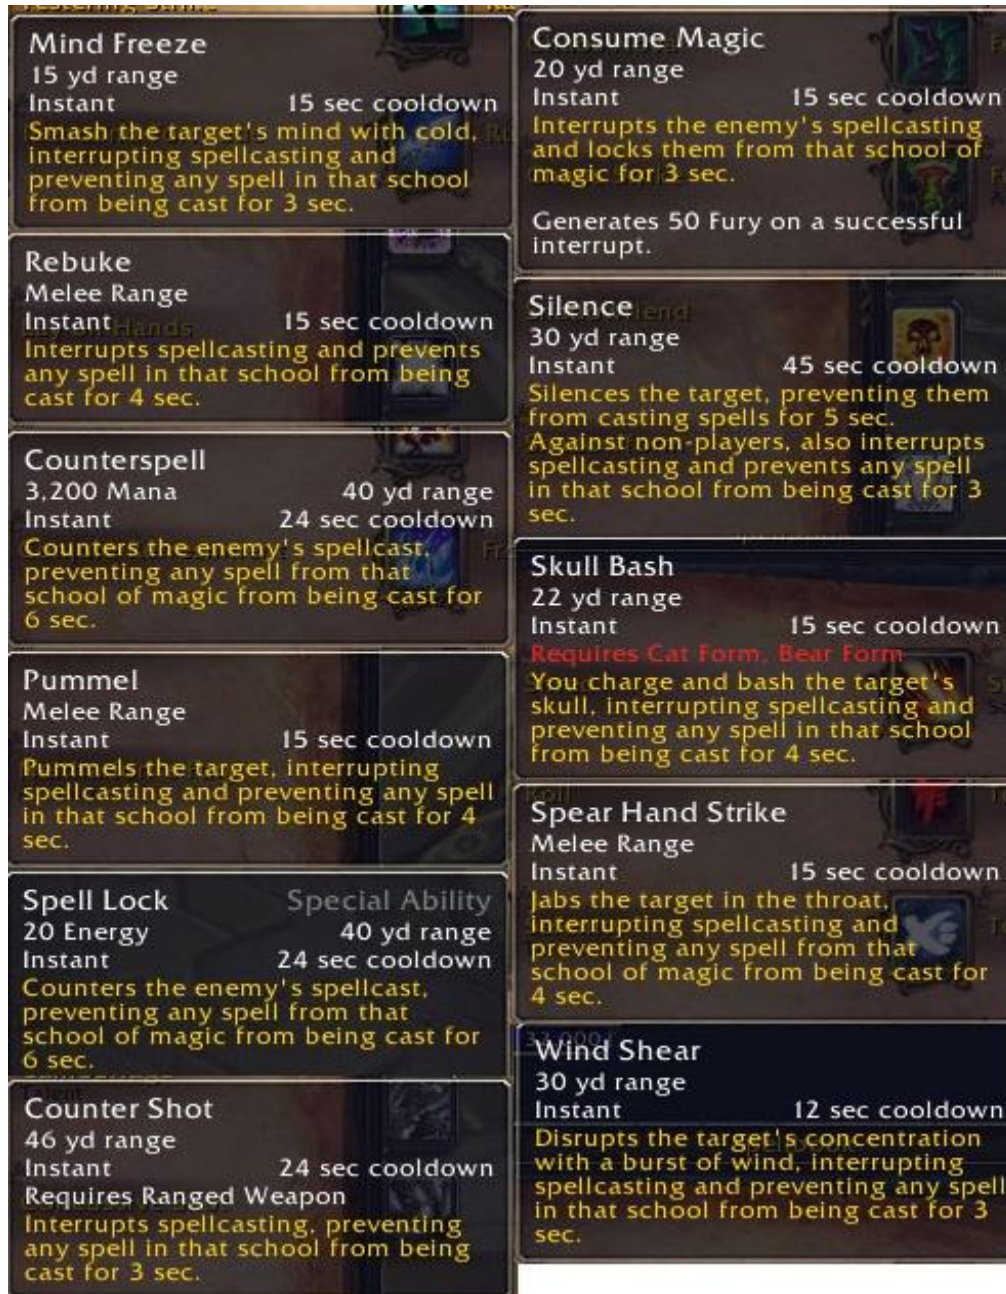 Mind Freeze
15 yd range
Instant 15 sec cooldown
Smash the target's mind with cold,
interrupting spellcasting and
preventing any spell in that school
from being cast for 3 sec.
Rebuke
Melee Range
Instant 15 sec cooldown
Interrupts spellcasting and prevents
any spell in that school from being
cast for 4 sec.
Counterspell
3,200 Mana 40 yd range
Instant 24 sec cooldown
Counters the enemy's spellcast,
preventing any spell from that
school of magic from being cast for
6 sec.
Pummel
Melee Range
Instant 15 sec cooldown
Pummels the target, interrupting
spellcasting and preventing any spell
in that school from being cast for 4
sec.
Spell Lock Special Ability
20 Energy 40 yd range
Instant 24 sec cooldown
Counters the enemy's spellcast,
preventing any spell from that
school of magic from being cast for
6 sec.
Talent
Counter Shot
46 yd range
Instant 24 sec cooldown
Requires Ranged Weapon
Interrupts spellcasting, preventing
any spell in that school from being
cast for 3 sec.
Consume Magic
20 yd range
Instant 15 sec cooldown
Interrupts the enemy's spellcasting
and locks them from that school of
magic for 3 sec.
Generates 50 Fury on a successful
interrupt.
Silence
30 yd range
Instant 45 sec cooldown
Silences the target, preventing them
from casting spells for 5 sec.
Against non-players, also interrupts
spellcasting and prevents any spell
in that school from being cast for 3
sec.
Skull Bash
22 yd range
Instant 15 sec cooldown
Requires Cat Form, Bear Form
You charge and bash the target's
skull, interrupting spellcasting and
preventing any spell in that school
from being cast for 4 sec.
Roll
Spear Hand Strike
Melee Range
Instant 15 sec cooldown
Jabs the target in the throat,
interrupting spellcasting and
preventing any spell from that
school of magic from being cast for
4 sec.
Wind Shear
30 yd range
Instant 12 sec cooldown
Disrupts the target's concentration
with a burst of wind, interrupting
spellcasting and preventing any spell
in that school from being cast for 3
sec.